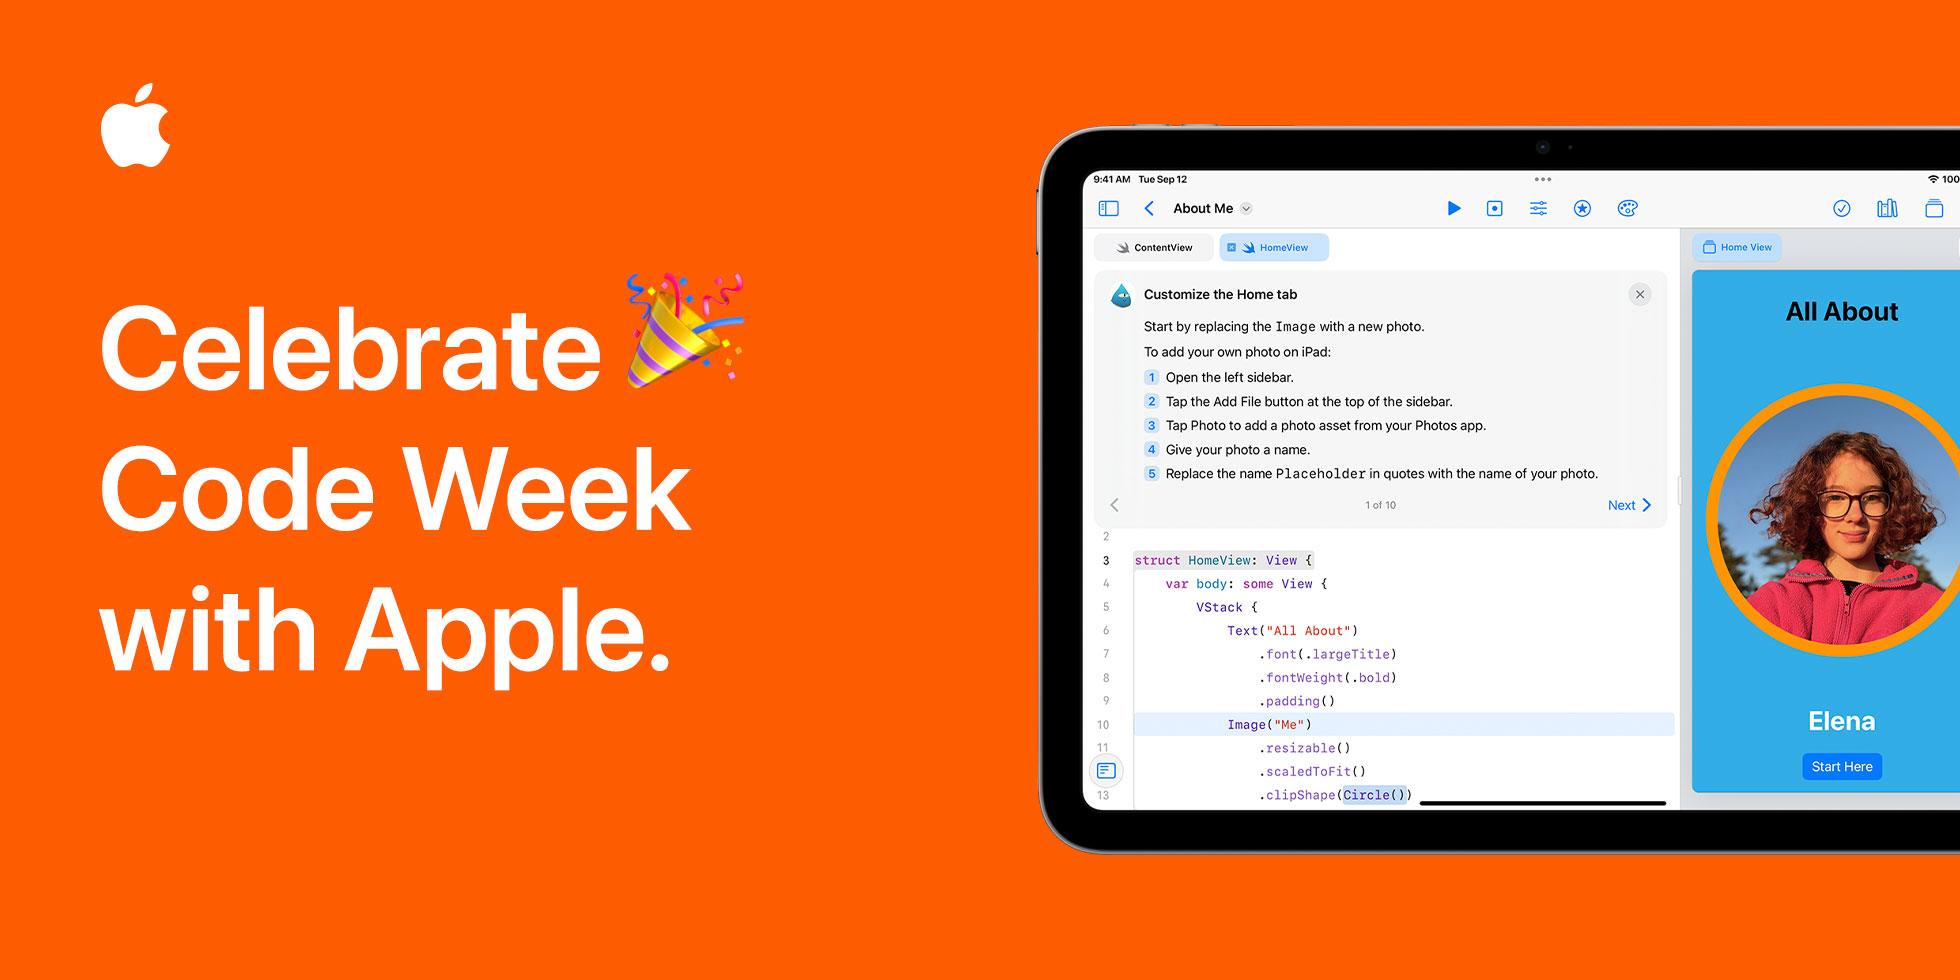 Celebrate
Code Week
with Apple.
9:41 AM Tue Sep 12
100
About Me
ContentView
HomeView
Home View
Customize the Home tab
Start by replacing the Image with a new photo.
To add your own photo on iPad:
1 Open the left sidebar.
2 Tap the Add File button at the top of the sidebar.
3 Tap Photo to add a photo asset from your Photos app.
4 Give your photo a name.
5 Replace the name Placeholder in quotes with the name of your photo.
1 of 10
Next
2
3 struct HomeView: View {
4 var body: some View {
5 VStack {
6 Text("All About")
7 .font(.largeTitle)
8 .fontWeight(.bold)
9 .padding()
10 Image("Me")
11 .resizable()
.scaledToFit()
13 .clipShape(Circle())
All About
Elena
Start Here